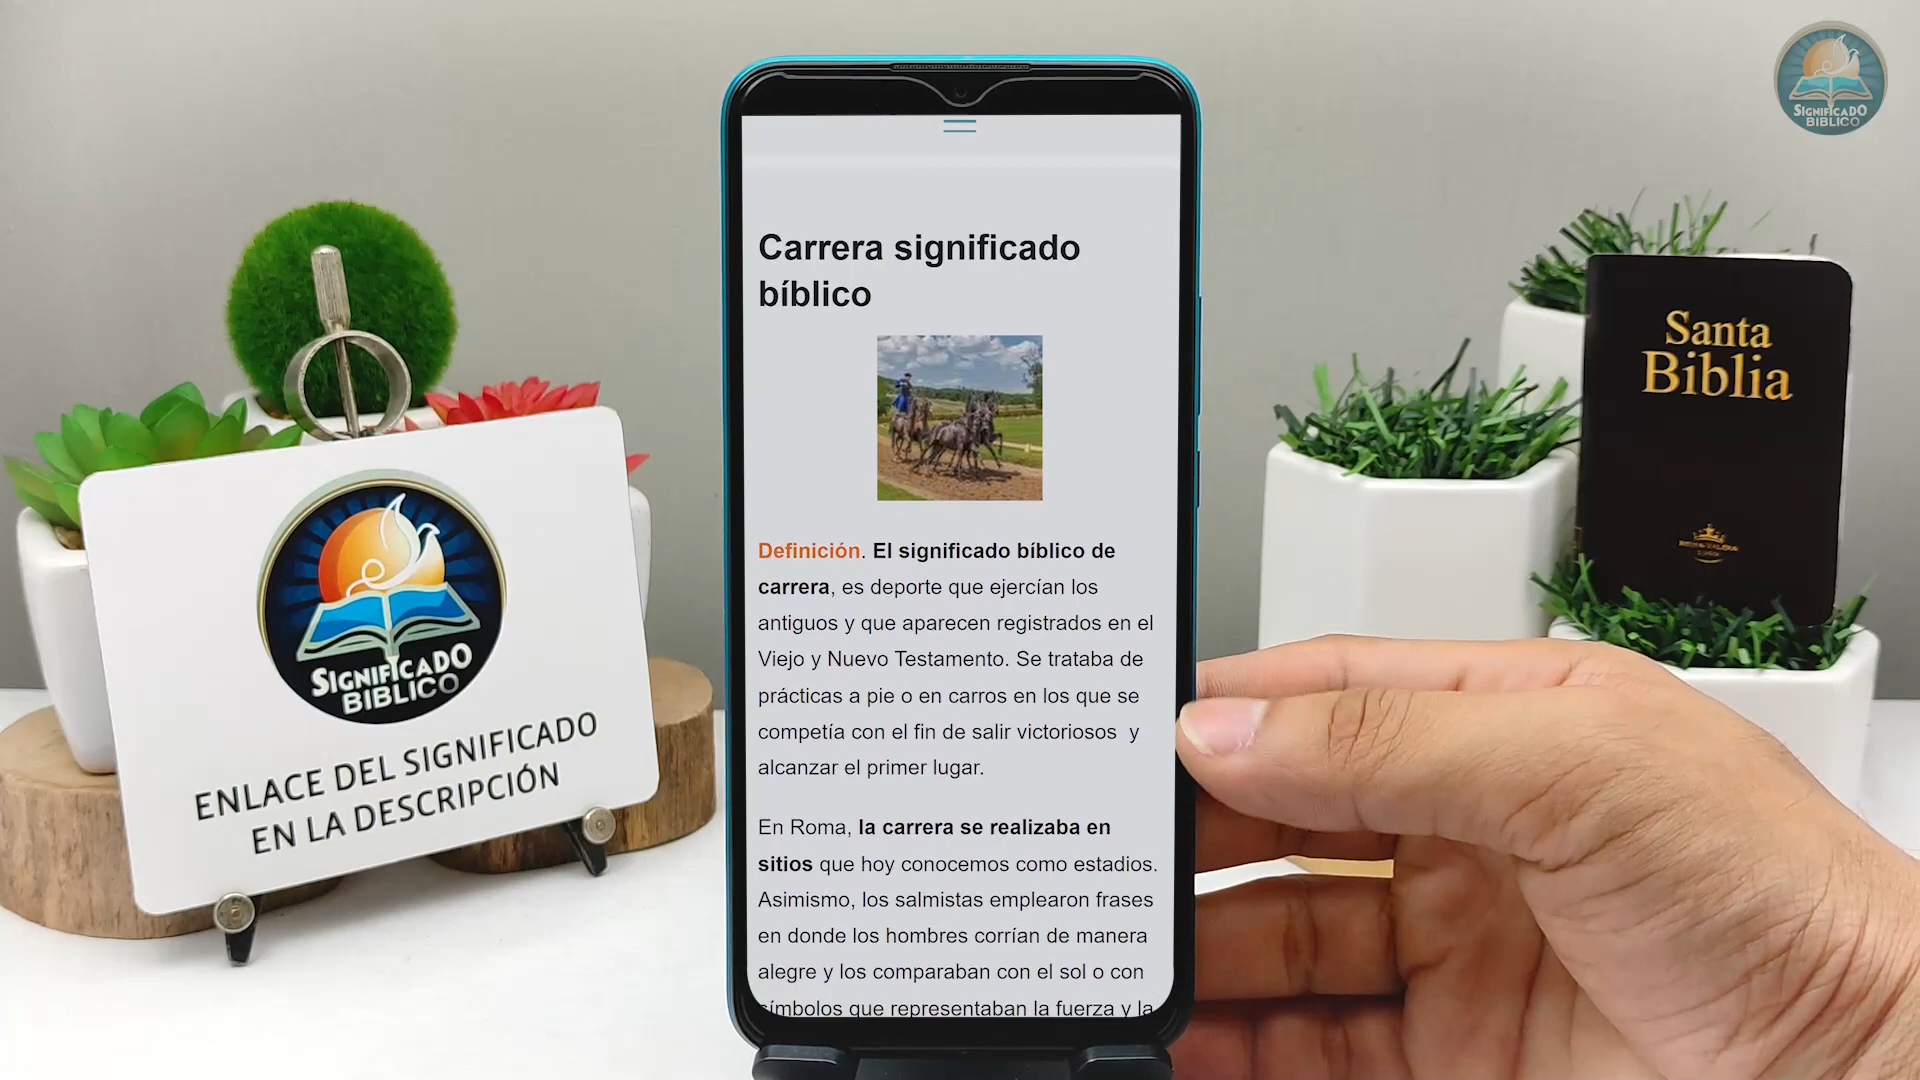 SIGNIFICADO
BIBLICO
Carrera significado
bíblico
Definición. El significado bíblico de
carrera, es deporte que ejercían los
antiguos y que aparecen registrados en el
Viejo y Nuevo Testamento. Se trataba de
prácticas a pie o en carros en los que se
competía con el fin de salir victoriosos y
alcanzar el primer lugar.
En Roma, la carrera se realizaba en
sitios que hoy conocemos como estadios.
Asimismo, los salmistas emplearon frases
en donde los hombres corrían de manera
alegre y los comparaban con el sol o con
símbolos que representaban la fuerza y la
SIGNIFICADO
BIBLICO
ENLACE DEL SIGNIFICADO
EN LA DESCRIPCIÓN
Santa
Biblia